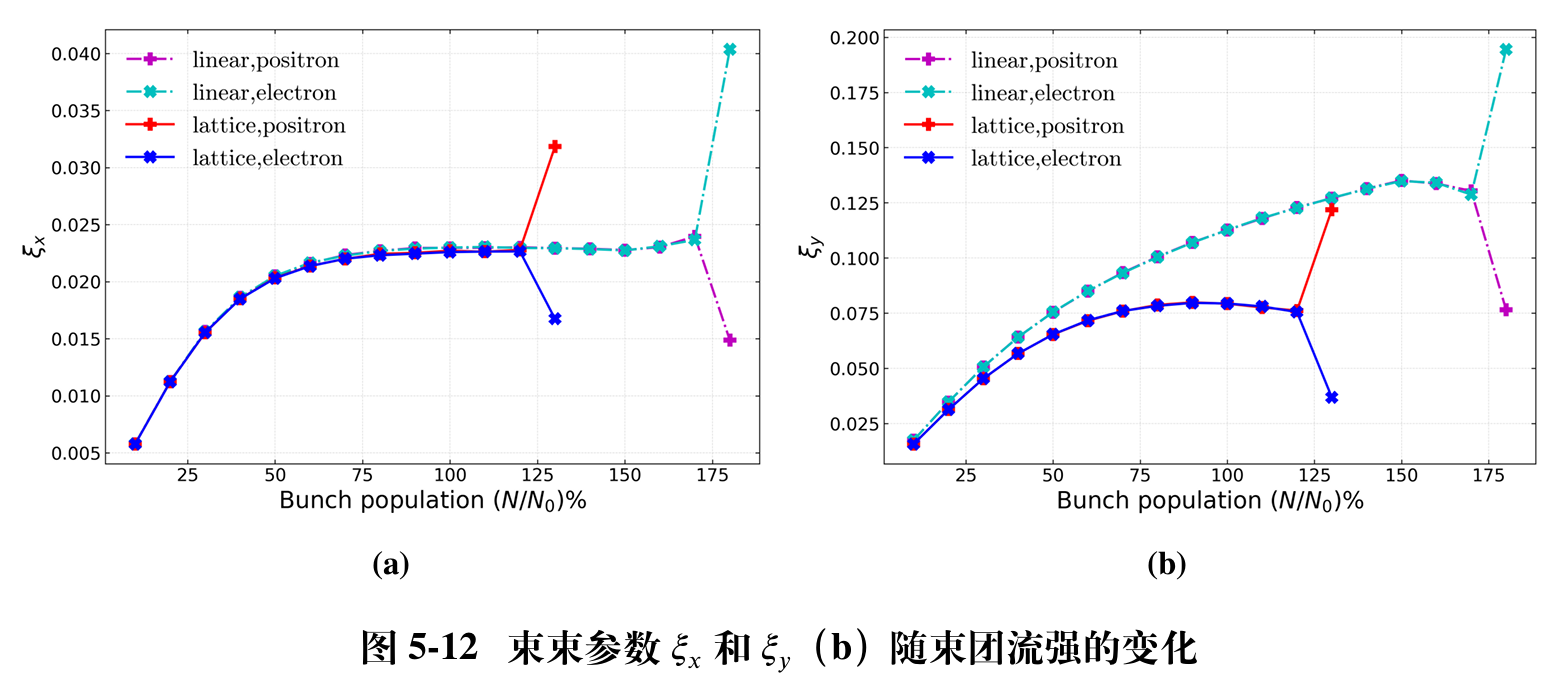 0.040
0.035
0.030
0.025
0.020
0.015
0.010
0.005
ξx
linear,positron
linear,electron
lattice,positron
lattice,electron
25 50 75 100 125 150 175
Bunch population (N/N0)%
(a)
0.200
0.175
0.150
0.125
0.100
0.075
0.050
0.025
ξy
linear,positron
linear,electron
lattice,positron
lattice,electron
25 50 75 100 125 150 175
Bunch population (N/N0)%
(b)
图 5-12 束束参数 ξx 和 ξy（b）随束团流强的变化